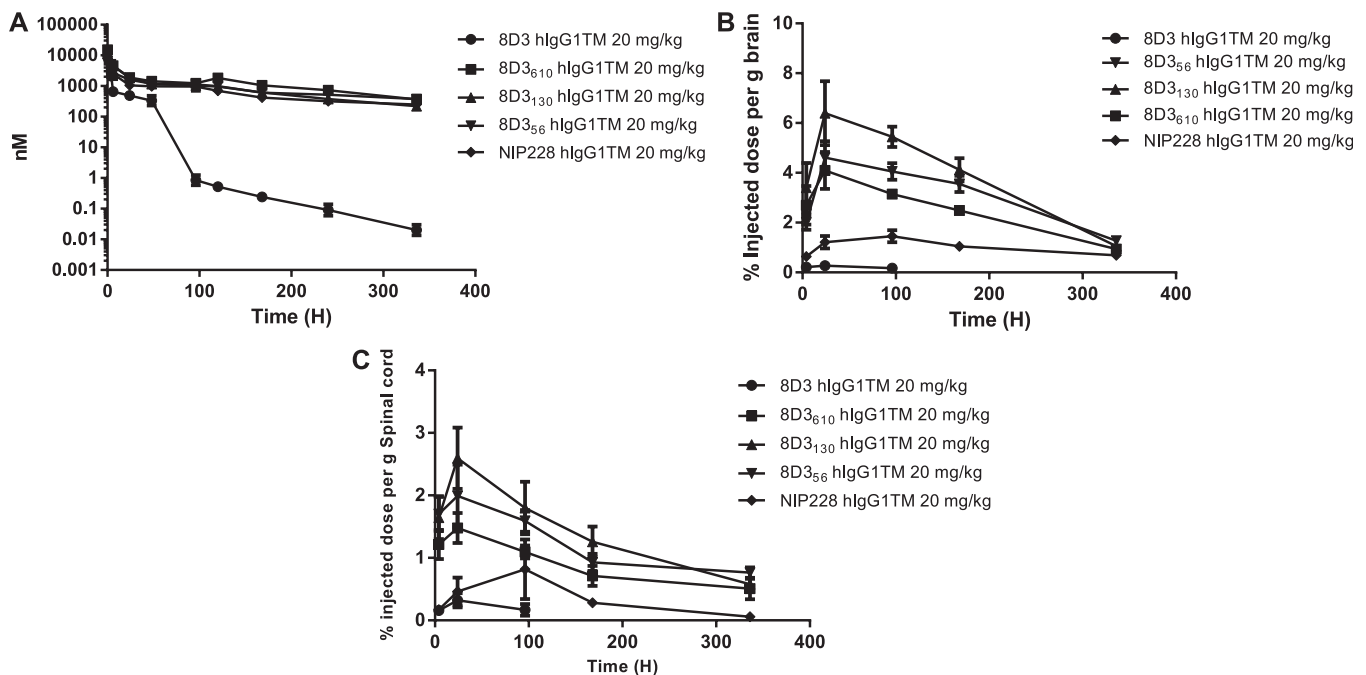 A
nM
100000
10000
1000
100
10
1
0.1
0.01
0.001
0
100
200
300
400
Time (H)
8D3 hIgG1TM 20 mg/kg
8D3610 hIgG1TM 20 mg/kg
8D3130 hIgG1TM 20 mg/kg
8D356 hIgG1TM 20 mg/kg
NIP228 hIgG1TM 20 mg/kg
B
% Injected dose per g brain
10
8
6
4
2
0
0
100
200
300
400
Time (H)
8D3 hIgG1TM 20 mg/kg
8D356 hIgG1TM 20 mg/kg
8D3130 hIgG1TM 20 mg/kg
8D3610 hIgG1TM 20 mg/kg
NIP228 hIgG1TM 20 mg/kg
C
% injected dose per g Spinal cord
4
3
2
1
0
0
100
200
300
400
Time (H)
8D3 hIgG1TM 20 mg/kg
8D3610 hIgG1TM 20 mg/kg
8D3130 hIgG1TM 20 mg/kg
8D356 hIgG1TM 20 mg/kg
NIP228 hIgG1TM 20 mg/kg